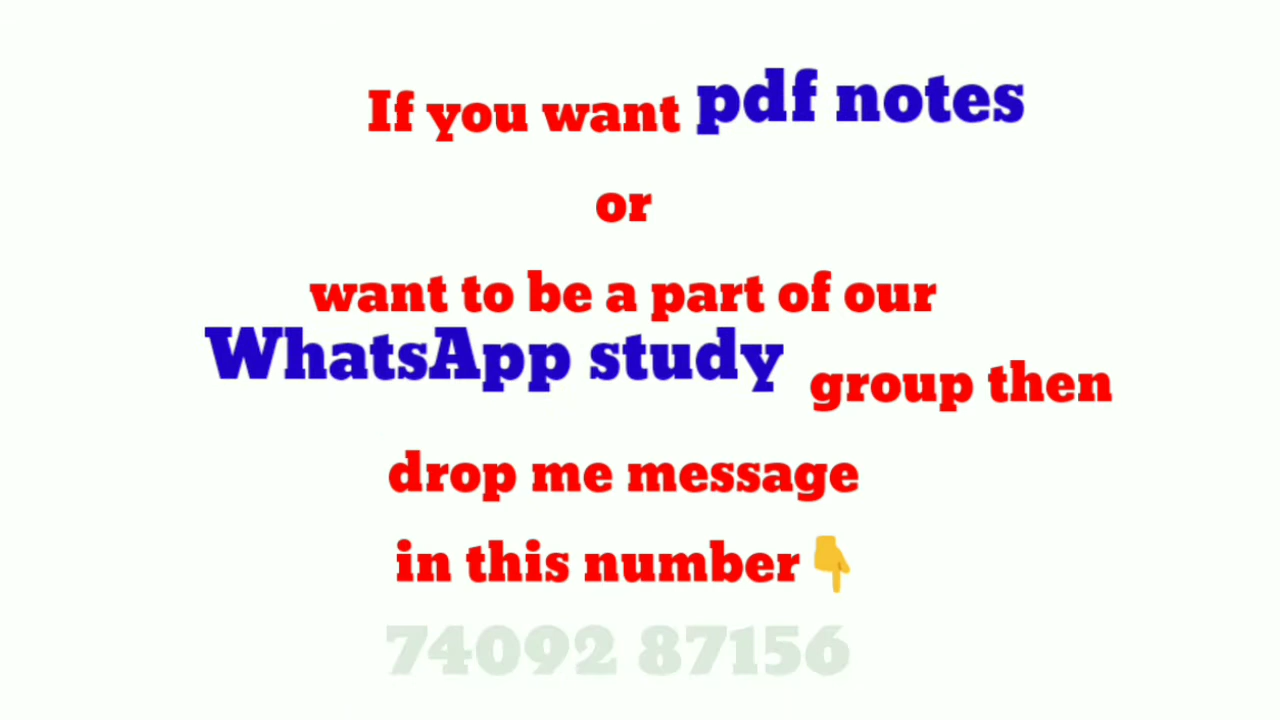 If you want pdf notes
or
want to be a part of our
WhatsApp study group then
drop me message
in this number👇
74092 87156